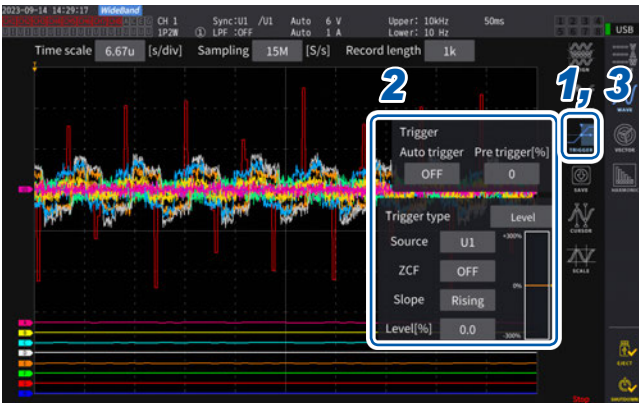 2023-09-14 14:29:17 WideBand
CH 1 Sync:U1 /U1 Auto 6 V Upper: 10kHz 50ms
1P2W ① LPF :OFF Auto 1 A Lower: 10 Hz
USB
Time scale 6.67u [s/div] Sampling 15M [S/s] Record length 1k
2
1, 3
WAVE
Trigger
Auto trigger Pre trigger[%]
OFF 0
Trigger type Level
Source U1
ZCF OFF
Slope Rising
Level[%] 0.0
+300%
0%
-300%
TRIGGER
VECTOR
SAVE
HARMONIC
CURSOR
SCALE
EJECT
SHUTDOWN
Stop